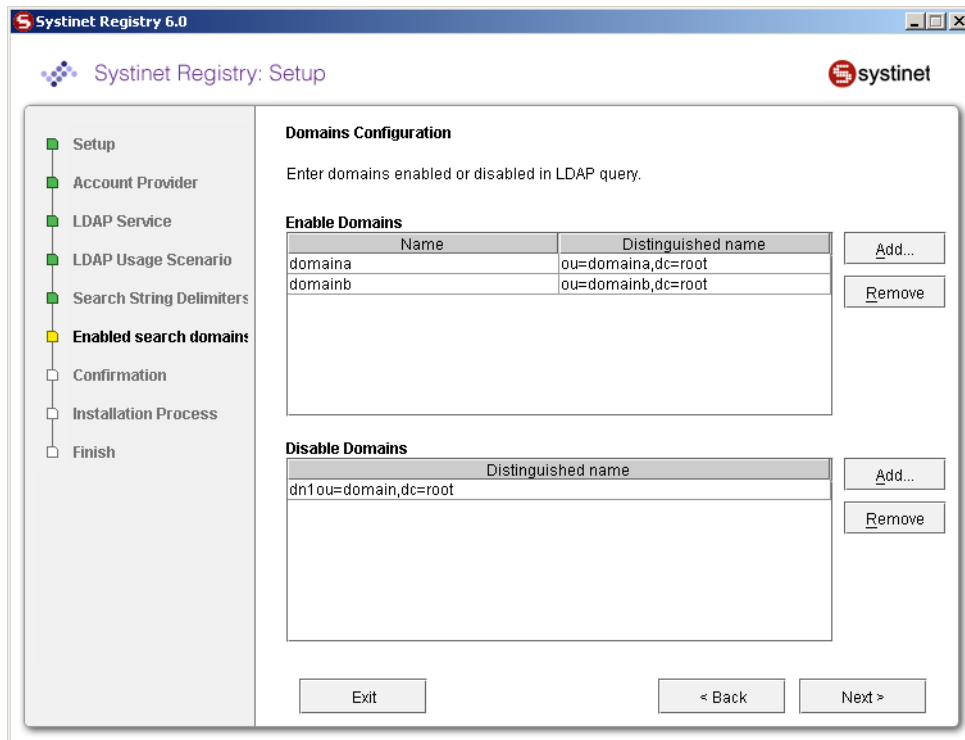 Systinet Registry 6.0
Systinet Registry: Setup
systinet
Setup
Account Provider
LDAP Service
LDAP Usage Scenario
Search String Delimiters
Enabled search domains
Confirmation
Installation Process
Finish
Domains Configuration
Enter domains enabled or disabled in LDAP query.
Enable Domains
Name Distinguished name
domaina ou=domaina,dc=root
domainb ou=domainb,dc=root
Add...
Remove
Disable Domains
Distinguished name
dn1ou=domain,dc=root
Add...
Remove
Exit < Back Next >